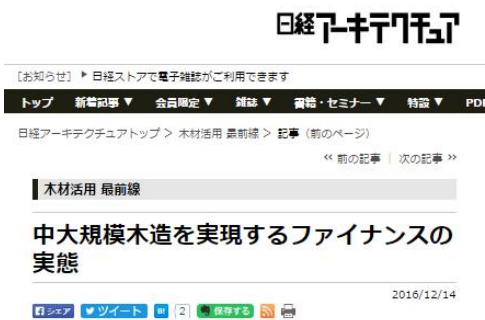 日経アーキテクチュア
[お知らせ] ▶ 日経ストアで電子雑誌がご利用できます
トップ 新着記事▼ 会員限定▼ 雑誌▼ 書籍・セミナー▼ 特設▼ PD
日経アーキテクチュアトップ > 木材活用 最前線 > 記事（前のページ）
<< 前の記事 | 次の記事 >>
木材活用 最前線
中大規模木造を実現するファイナンスの
実態
2016/12/14
シェア ツイート B! 2 保存する